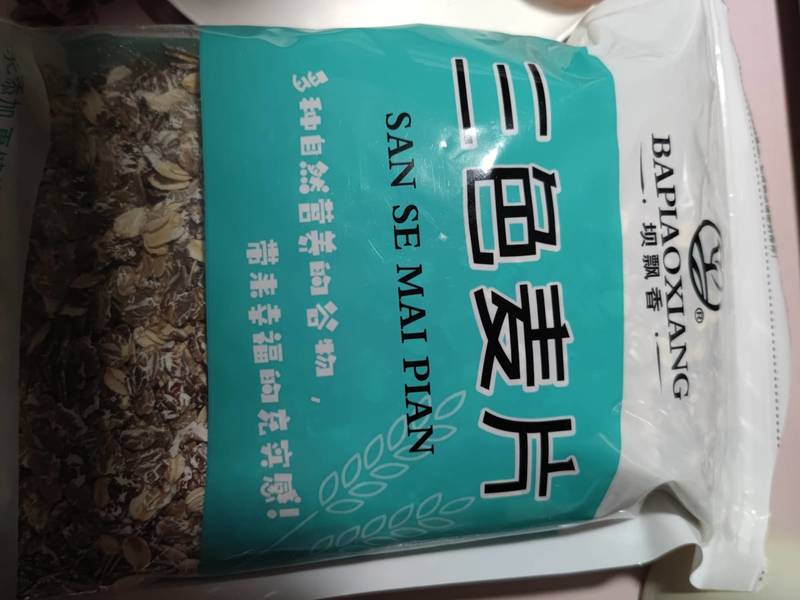 BAPIAOXIANG®
坝飘香
三色麦片
SAN SE MAI PIAN
多种自然营养的谷物，
带来幸福的充实感！